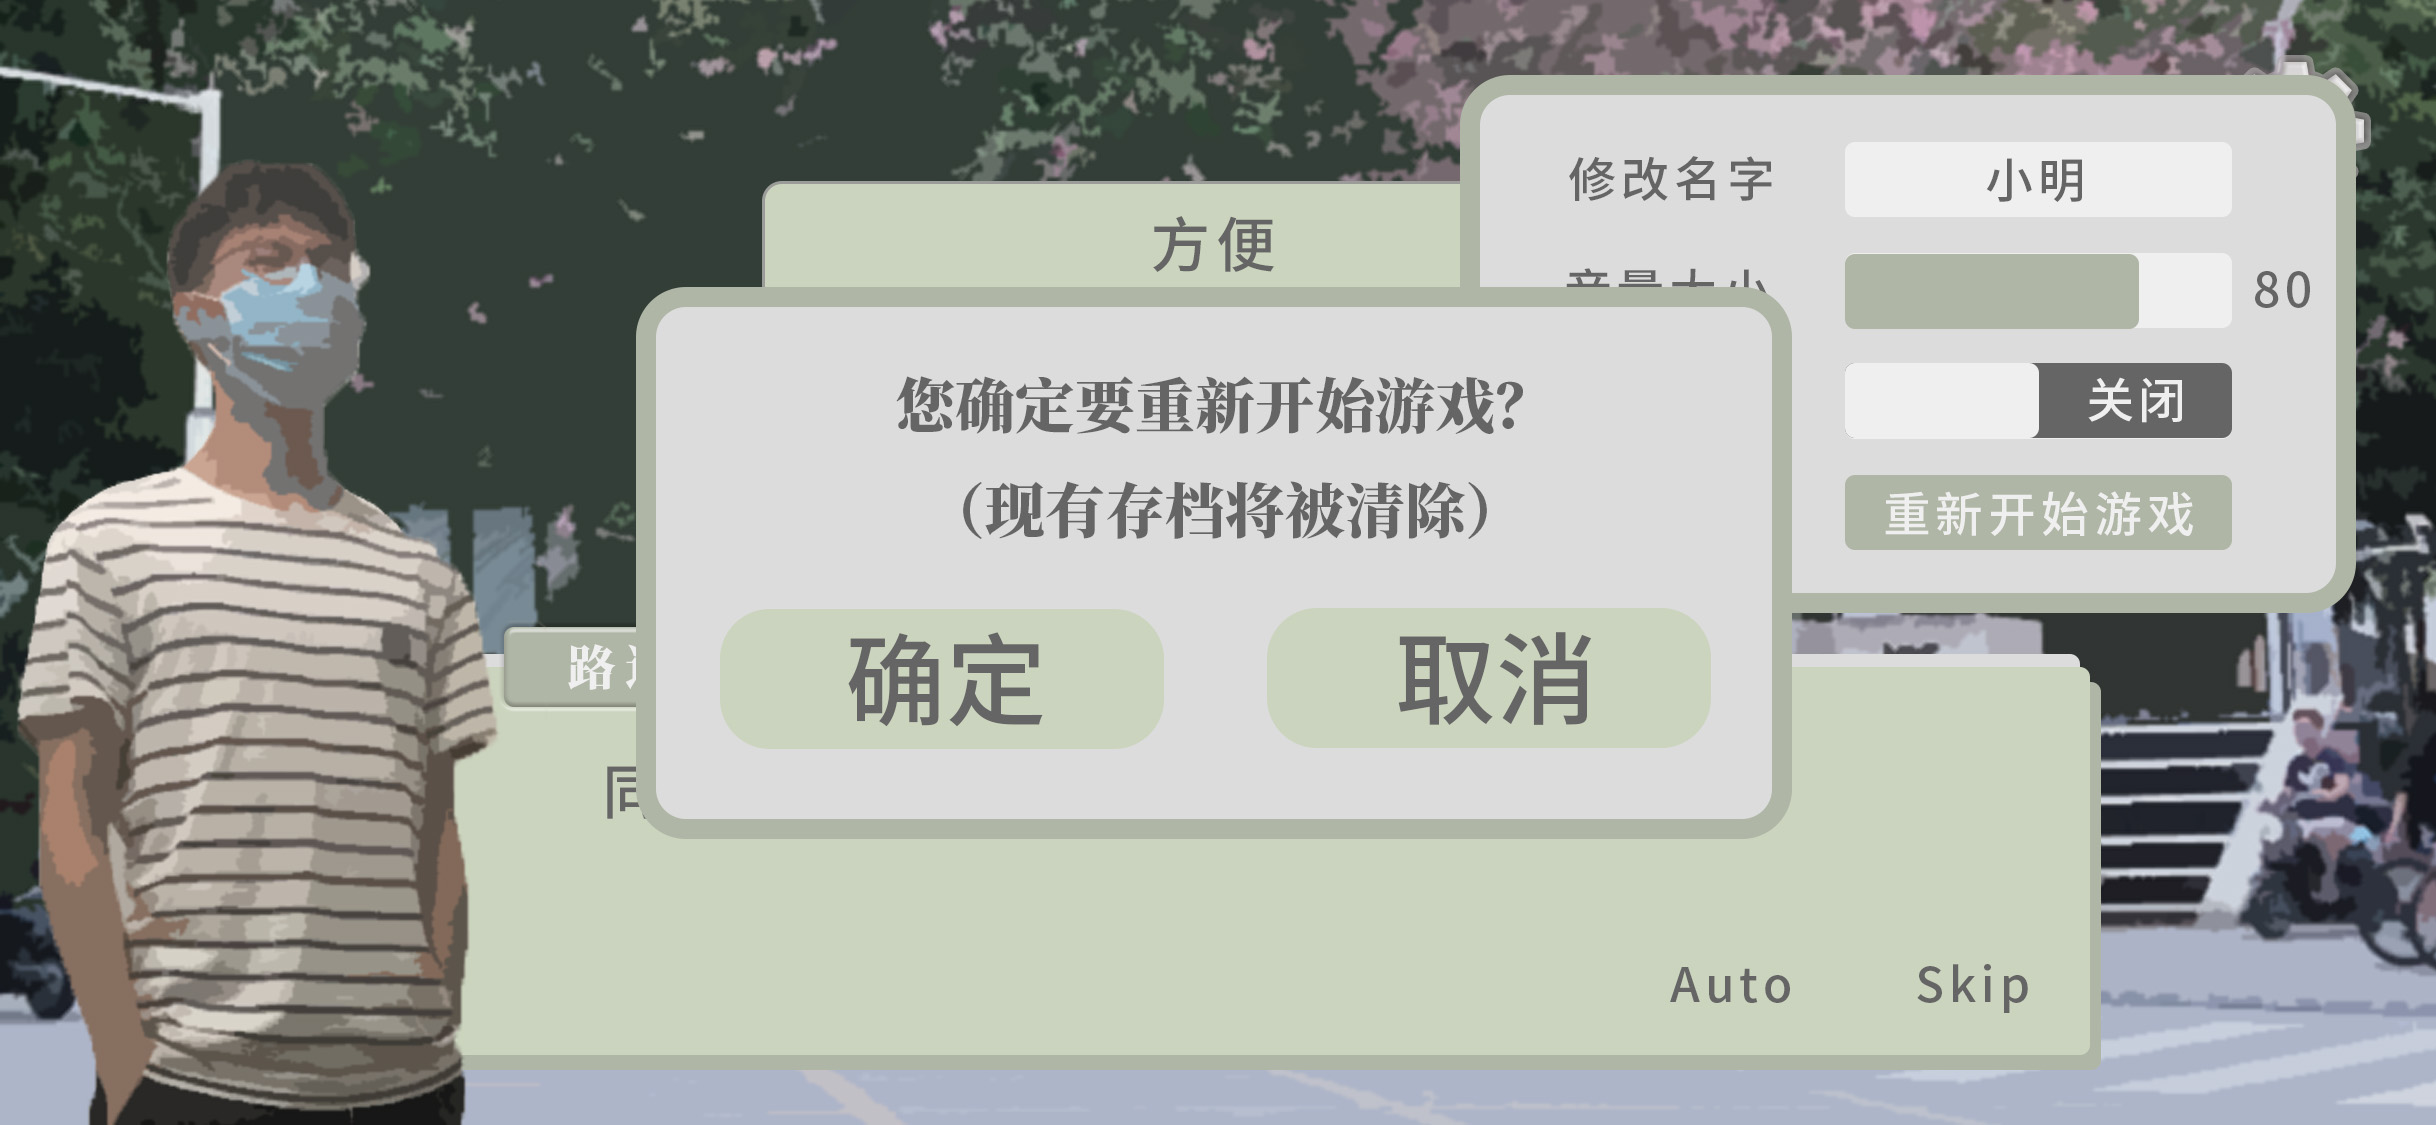 修改名字 小明
方便
音量大小 80
您确定要重新开始游戏?
(现有存档将被清除)
关闭
重新开始游戏
确定 取消
路
同
Auto Skip